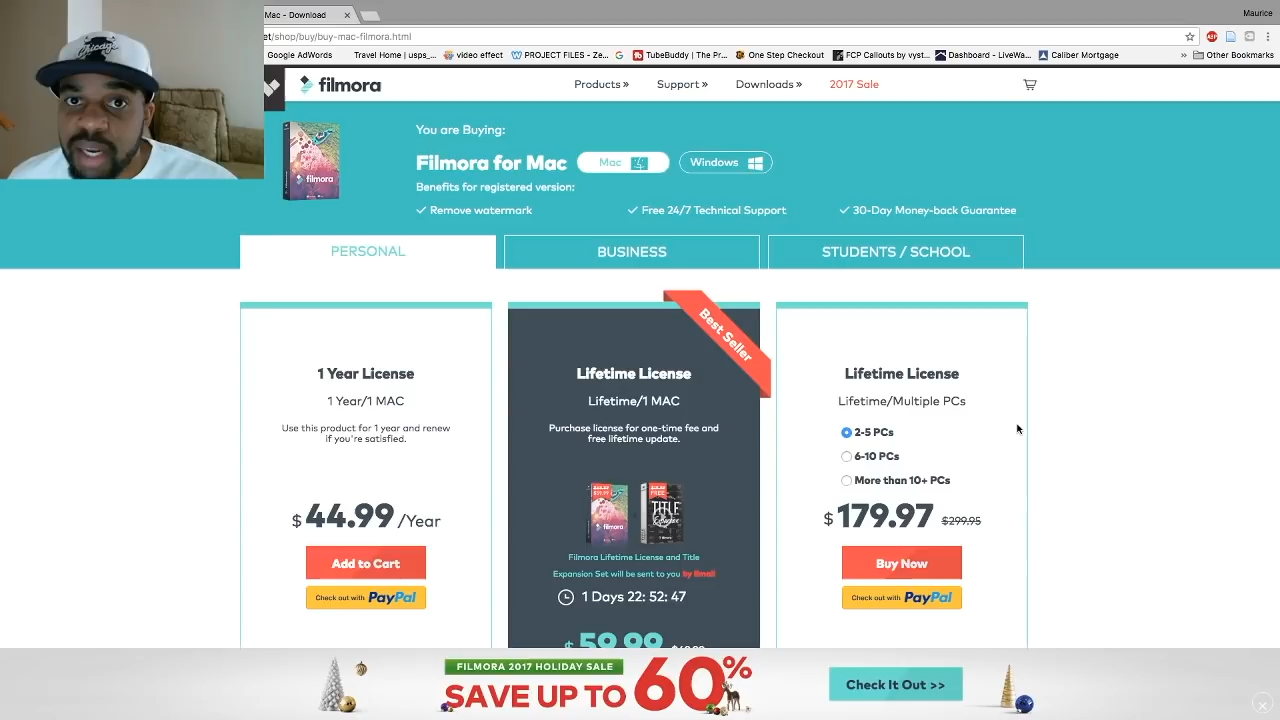 Mac - Download
Maurice
et/shop/buy/buy-mac-filmora.html
ABP
Google AdWords
Travel Home | usps_...
video effect
PROJECT FILES - Ze...
TubeBuddy | The Pr...
One Step Checkout
FCP Callouts by vyst...
Dashboard - LiveWa...
Caliber Mortgage
»
Other Bookmarks
filmora
Products »
Support »
Downloads »
2017 Sale
Chicago
filmora
You are Buying:
Filmora for Mac
Mac
Windows
Benefits for registered version:
Remove watermark
Free 24/7 Technical Support
30-Day Money-back Guarantee
PERSONAL
BUSINESS
STUDENTS / SCHOOL
1 Year License
1 Year/1 MAC
Use this product for 1 year and renew
if you're satisfied.
$44.99/Year
Add to Cart
Check out with PayPal
Best Seller
Lifetime License
Lifetime/1 MAC
Purchase license for one-time fee and
free lifetime update.
filmora
FREE
TITLE
Filmora Lifetime License and Title
Expansion Set will be sent to you by Email
1 Days 22: 52: 47
$59.99
Lifetime License
Lifetime/Multiple PCs
2-5 PCs
6-10 PCs
More than 10+ PCs
$179.97 $299.95
Buy Now
Check out with PayPal
FILMORA 2017 HOLIDAY SALE
SAVE UP TO 60%
Check It Out >>